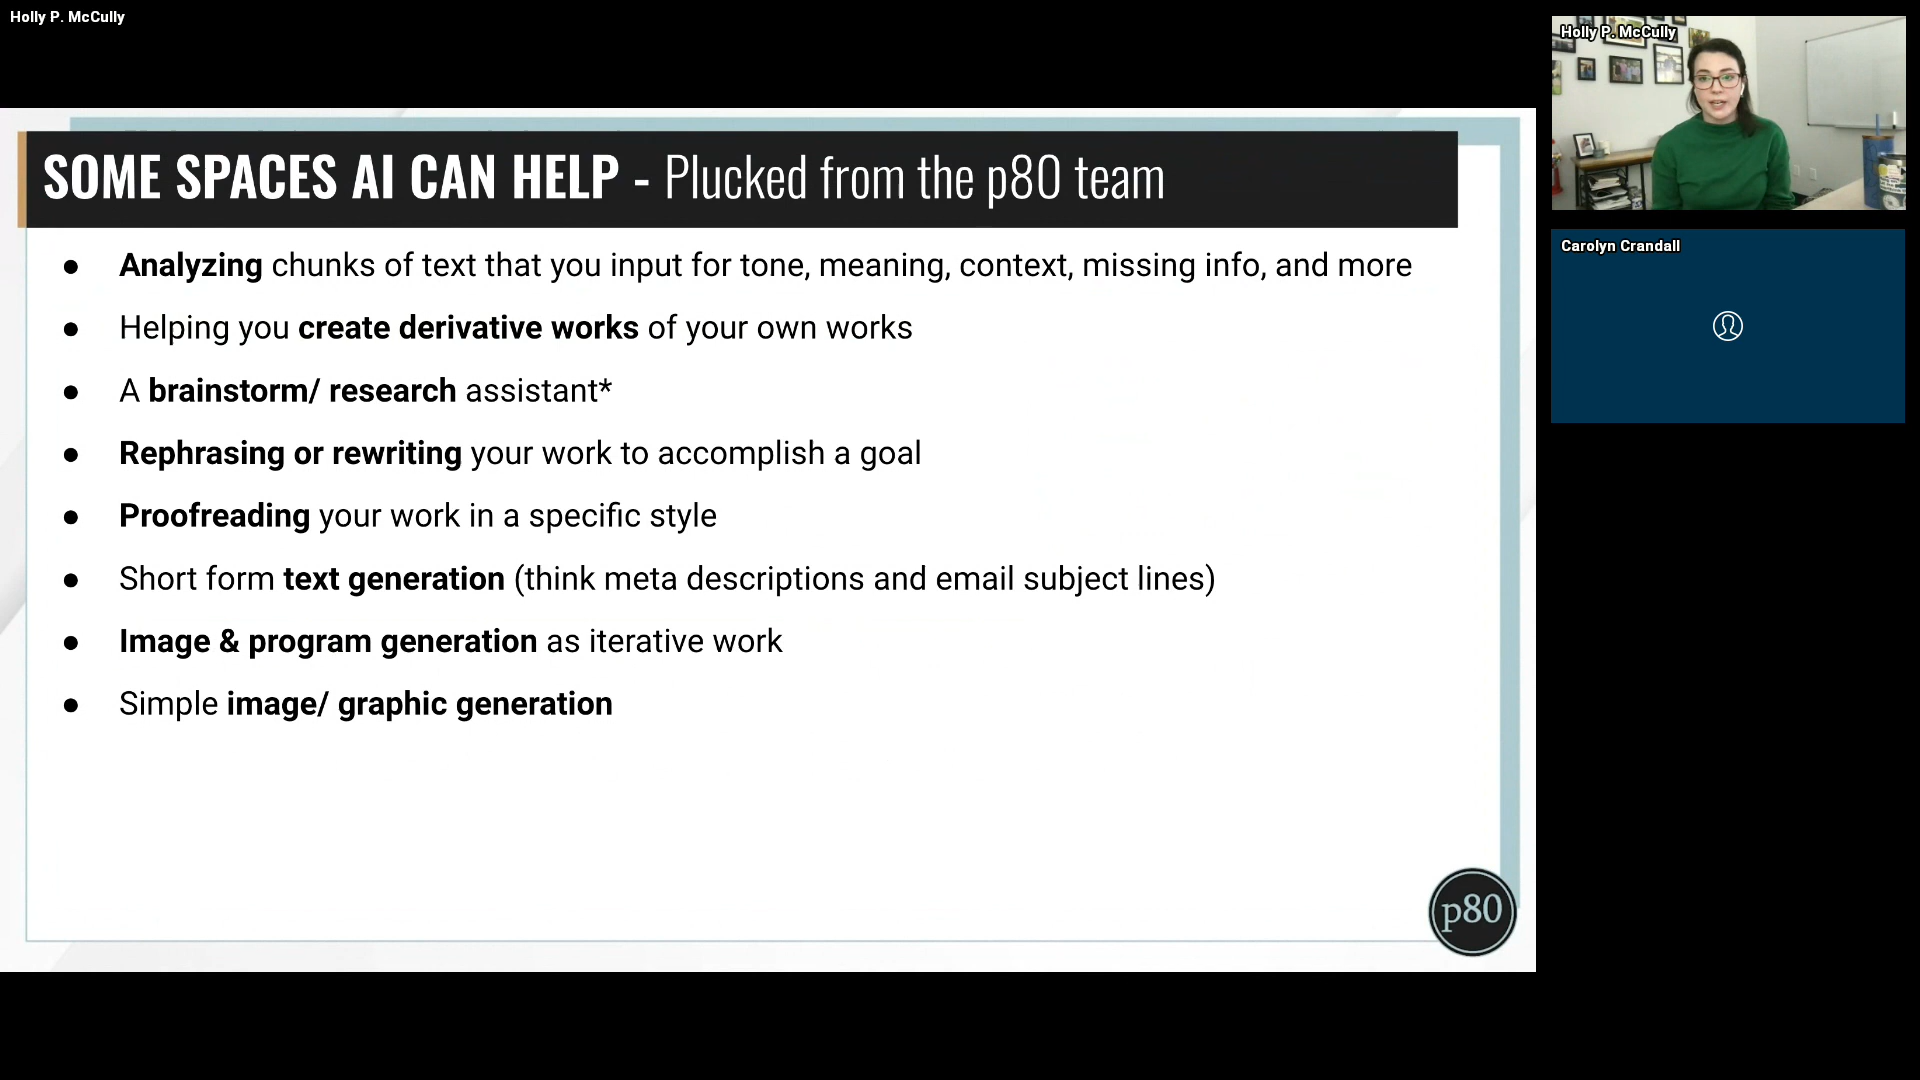 Holly P. McCully
SOME SPACES AI CAN HELP - Plucked from the p80 team
● Analyzing chunks of text that you input for tone, meaning, context, missing info, and more
● Helping you create derivative works of your own works
● A brainstorm/ research assistant*
● Rephrasing or rewriting your work to accomplish a goal
● Proofreading your work in a specific style
● Short form text generation (think meta descriptions and email subject lines)
● Image & program generation as iterative work
● Simple image/ graphic generation
p80
Holly P. McCully
Carolyn Crandall